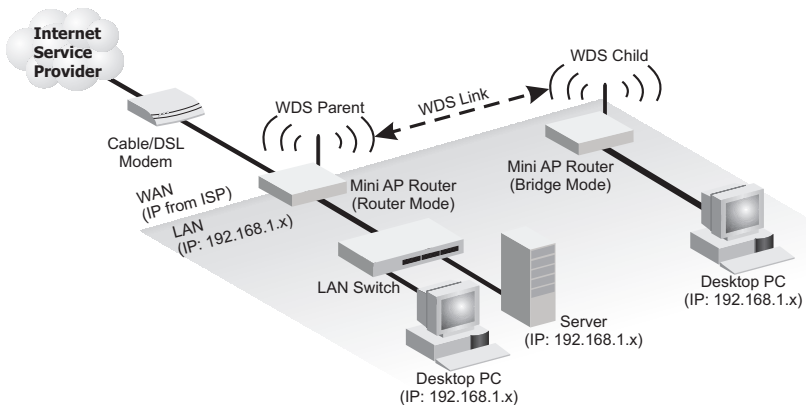 Internet
Service
Provider
Cable/DSL
Modem
WDS Parent
WDS Link
WDS Child
WAN
(IP from ISP)
LAN
(IP: 192.168.1.x)
Mini AP Router
(Router Mode)
Mini AP Router
(Bridge Mode)
LAN Switch
Server
(IP: 192.168.1.x)
Desktop PC
(IP: 192.168.1.x)
Desktop PC
(IP: 192.168.1.x)